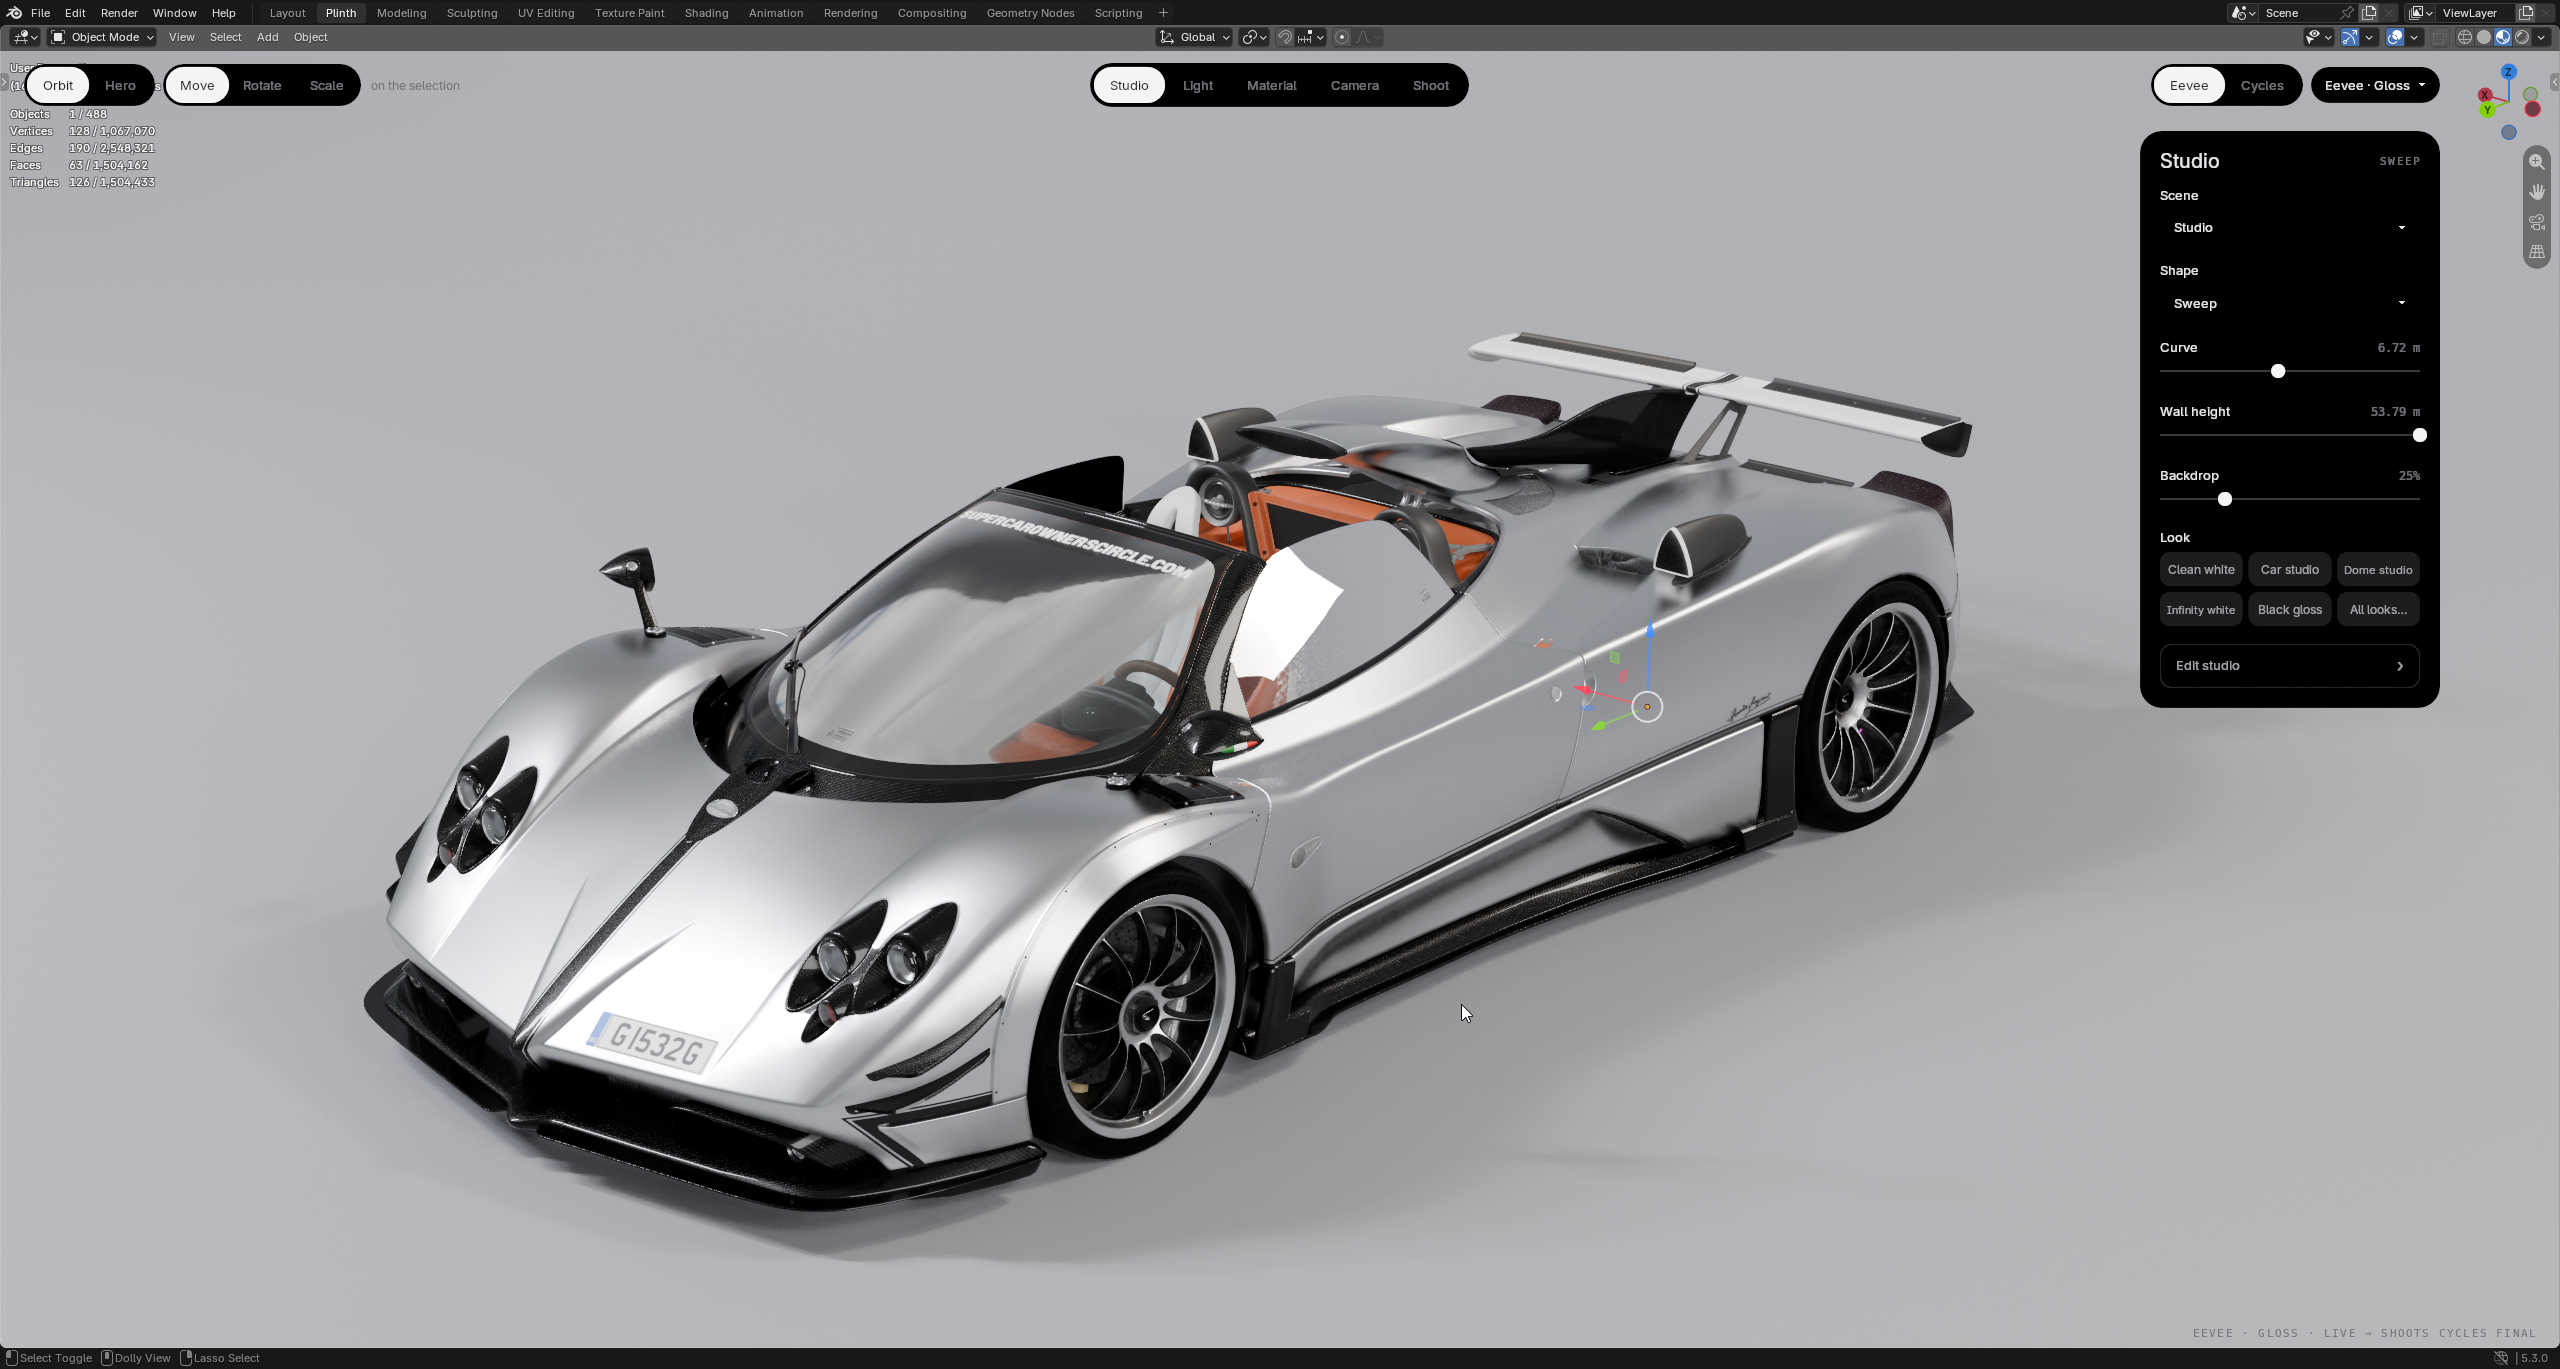 File Edit Render Window Help Layout Plinth Modeling Sculpting UV Editing Texture Paint Shading Animation Rendering Compositing Geometry Nodes Scripting + Scene ViewLayer
Object Mode View Select Add Object Global
User
Orbit Hero Move Rotate Scale on the selection Studio Light Material Camera Shoot Eevee Cycles Eevee · Gloss
Objects 1 / 488
Vertices 128 / 1,067,070
Edges 190 / 2,548,321
Faces 63 / 1,504,162
Triangles 126 / 1,504,433
Z
X
Y
Studio SWEEP
Scene
Studio
Shape
Sweep
Curve 6.72 m
Wall height 53.79 m
Backdrop 25%
Look
Clean white Car studio Dome studio
Infinity white Black gloss All looks...
Edit studio
SUPERCAROWNERSCIRCLE.COM
GI532G
EEVEE · GLOSS · LIVE → SHOOTS CYCLES FINAL
Select Toggle Dolly View Lasso Select 5.3.0